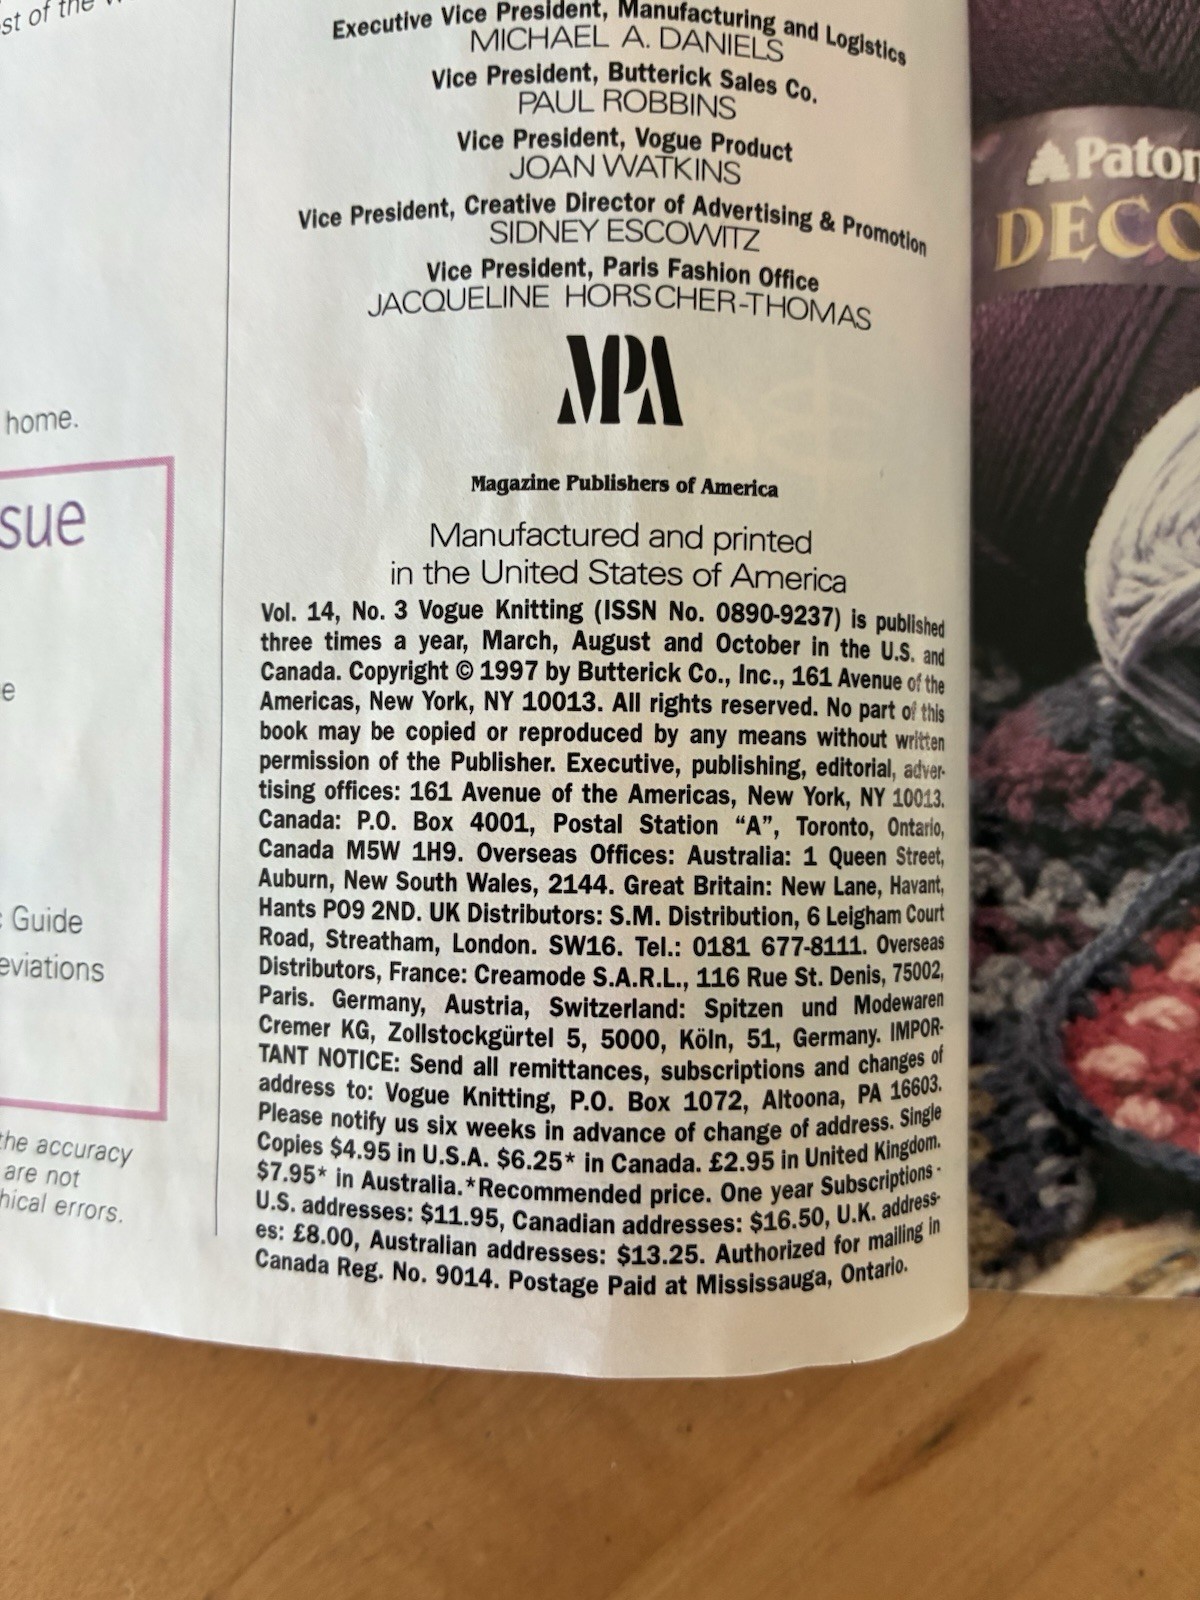 st of the
home.
sue
e
Guide
eviations
the accuracy
are not
hical errors.
Executive Vice President, Manufacturing and Logistics
MICHAEL A. DANIELS
Vice President, Butterick Sales Co.
PAUL ROBBINS
Vice President, Vogue Product
JOAN WATKINS
Vice President, Creative Director of Advertising & Promotion
SIDNEY ESCOWITZ
Vice President, Paris Fashion Office
JACQUELINE HORSCHER-THOMAS
MPA
Magazine Publishers of America
Manufactured and printed
in the United States of America
Vol. 14, No. 3 Vogue Knitting (ISSN No. 0890-9237) is published
three times a year, March, August and October in the U.S. and
Canada. Copyright © 1997 by Butterick Co., Inc., 161 Avenue of the
Americas, New York, NY 10013. All rights reserved. No part of this
book may be copied or reproduced by any means without written
permission of the Publisher. Executive, publishing, editorial, adver-
tising offices: 161 Avenue of the Americas, New York, NY 10013.
Canada: P.O. Box 4001, Postal Station “A”, Toronto, Ontario,
Canada M5W 1H9. Overseas Offices: Australia: 1 Queen Street,
Auburn, New South Wales, 2144. Great Britain: New Lane, Havant,
Hants PO9 2ND. UK Distributors: S.M. Distribution, 6 Leigham Court
Road, Streatham, London. SW16. Tel.: 0181 677-8111. Overseas
Distributors, France: Creamode S.A.R.L., 116 Rue St. Denis, 75002,
Paris. Germany, Austria, Switzerland: Spitzen und Modewaren
Cremer KG, Zollstockgürtel 5, 5000, Köln, 51, Germany. IMPOR-
TANT NOTICE: Send all remittances, subscriptions and changes of
address to: Vogue Knitting, P.O. Box 1072, Altoona, PA 16603.
Please notify us six weeks in advance of change of address. Single
Copies $4.95 in U.S.A. $6.25* in Canada. £2.95 in United Kingdom.
$7.95* in Australia.*Recommended price. One year Subscriptions -
U.S. addresses: $11.95, Canadian addresses: $16.50, U.K. address-
es: £8.00, Australian addresses: $13.25. Authorized for mailing in
Canada Reg. No. 9014. Postage Paid at Mississauga, Ontario.
Paton
DECO